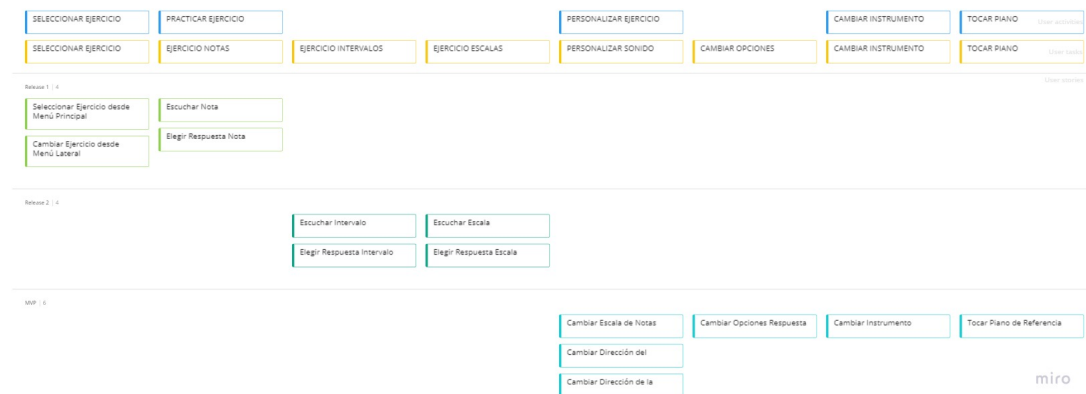 SELECCIONAR EJERCICIO
PRACTICAR EJERCICIO
PERSONALIZAR EJERCICIO
CAMBIAR INSTRUMENTO
TOCAR PIANO
User activities
SELECCIONAR EJERCICIO
EJERCICIO NOTAS
EJERCICIO INTERVALOS
EJERCICIO ESCALAS
PERSONALIZAR SONIDO
CAMBIAR OPCIONES
CAMBIAR INSTRUMENTO
TOCAR PIANO
User tasks
User stories
Release 1 | 4
Seleccionar Ejercicio desde
Menú Principal
Escuchar Nota
Cambiar Ejercicio desde
Menú Lateral
Elegir Respuesta Nota
Release 2 | 4
Escuchar Intervalo
Escuchar Escala
Elegir Respuesta Intervalo
Elegir Respuesta Escala
MVP | 6
Cambiar Escala de Notas
Cambiar Opciones Respuesta
Cambiar Instrumento
Tocar Piano de Referencia
Cambiar Dirección del
Cambiar Dirección de la
miro